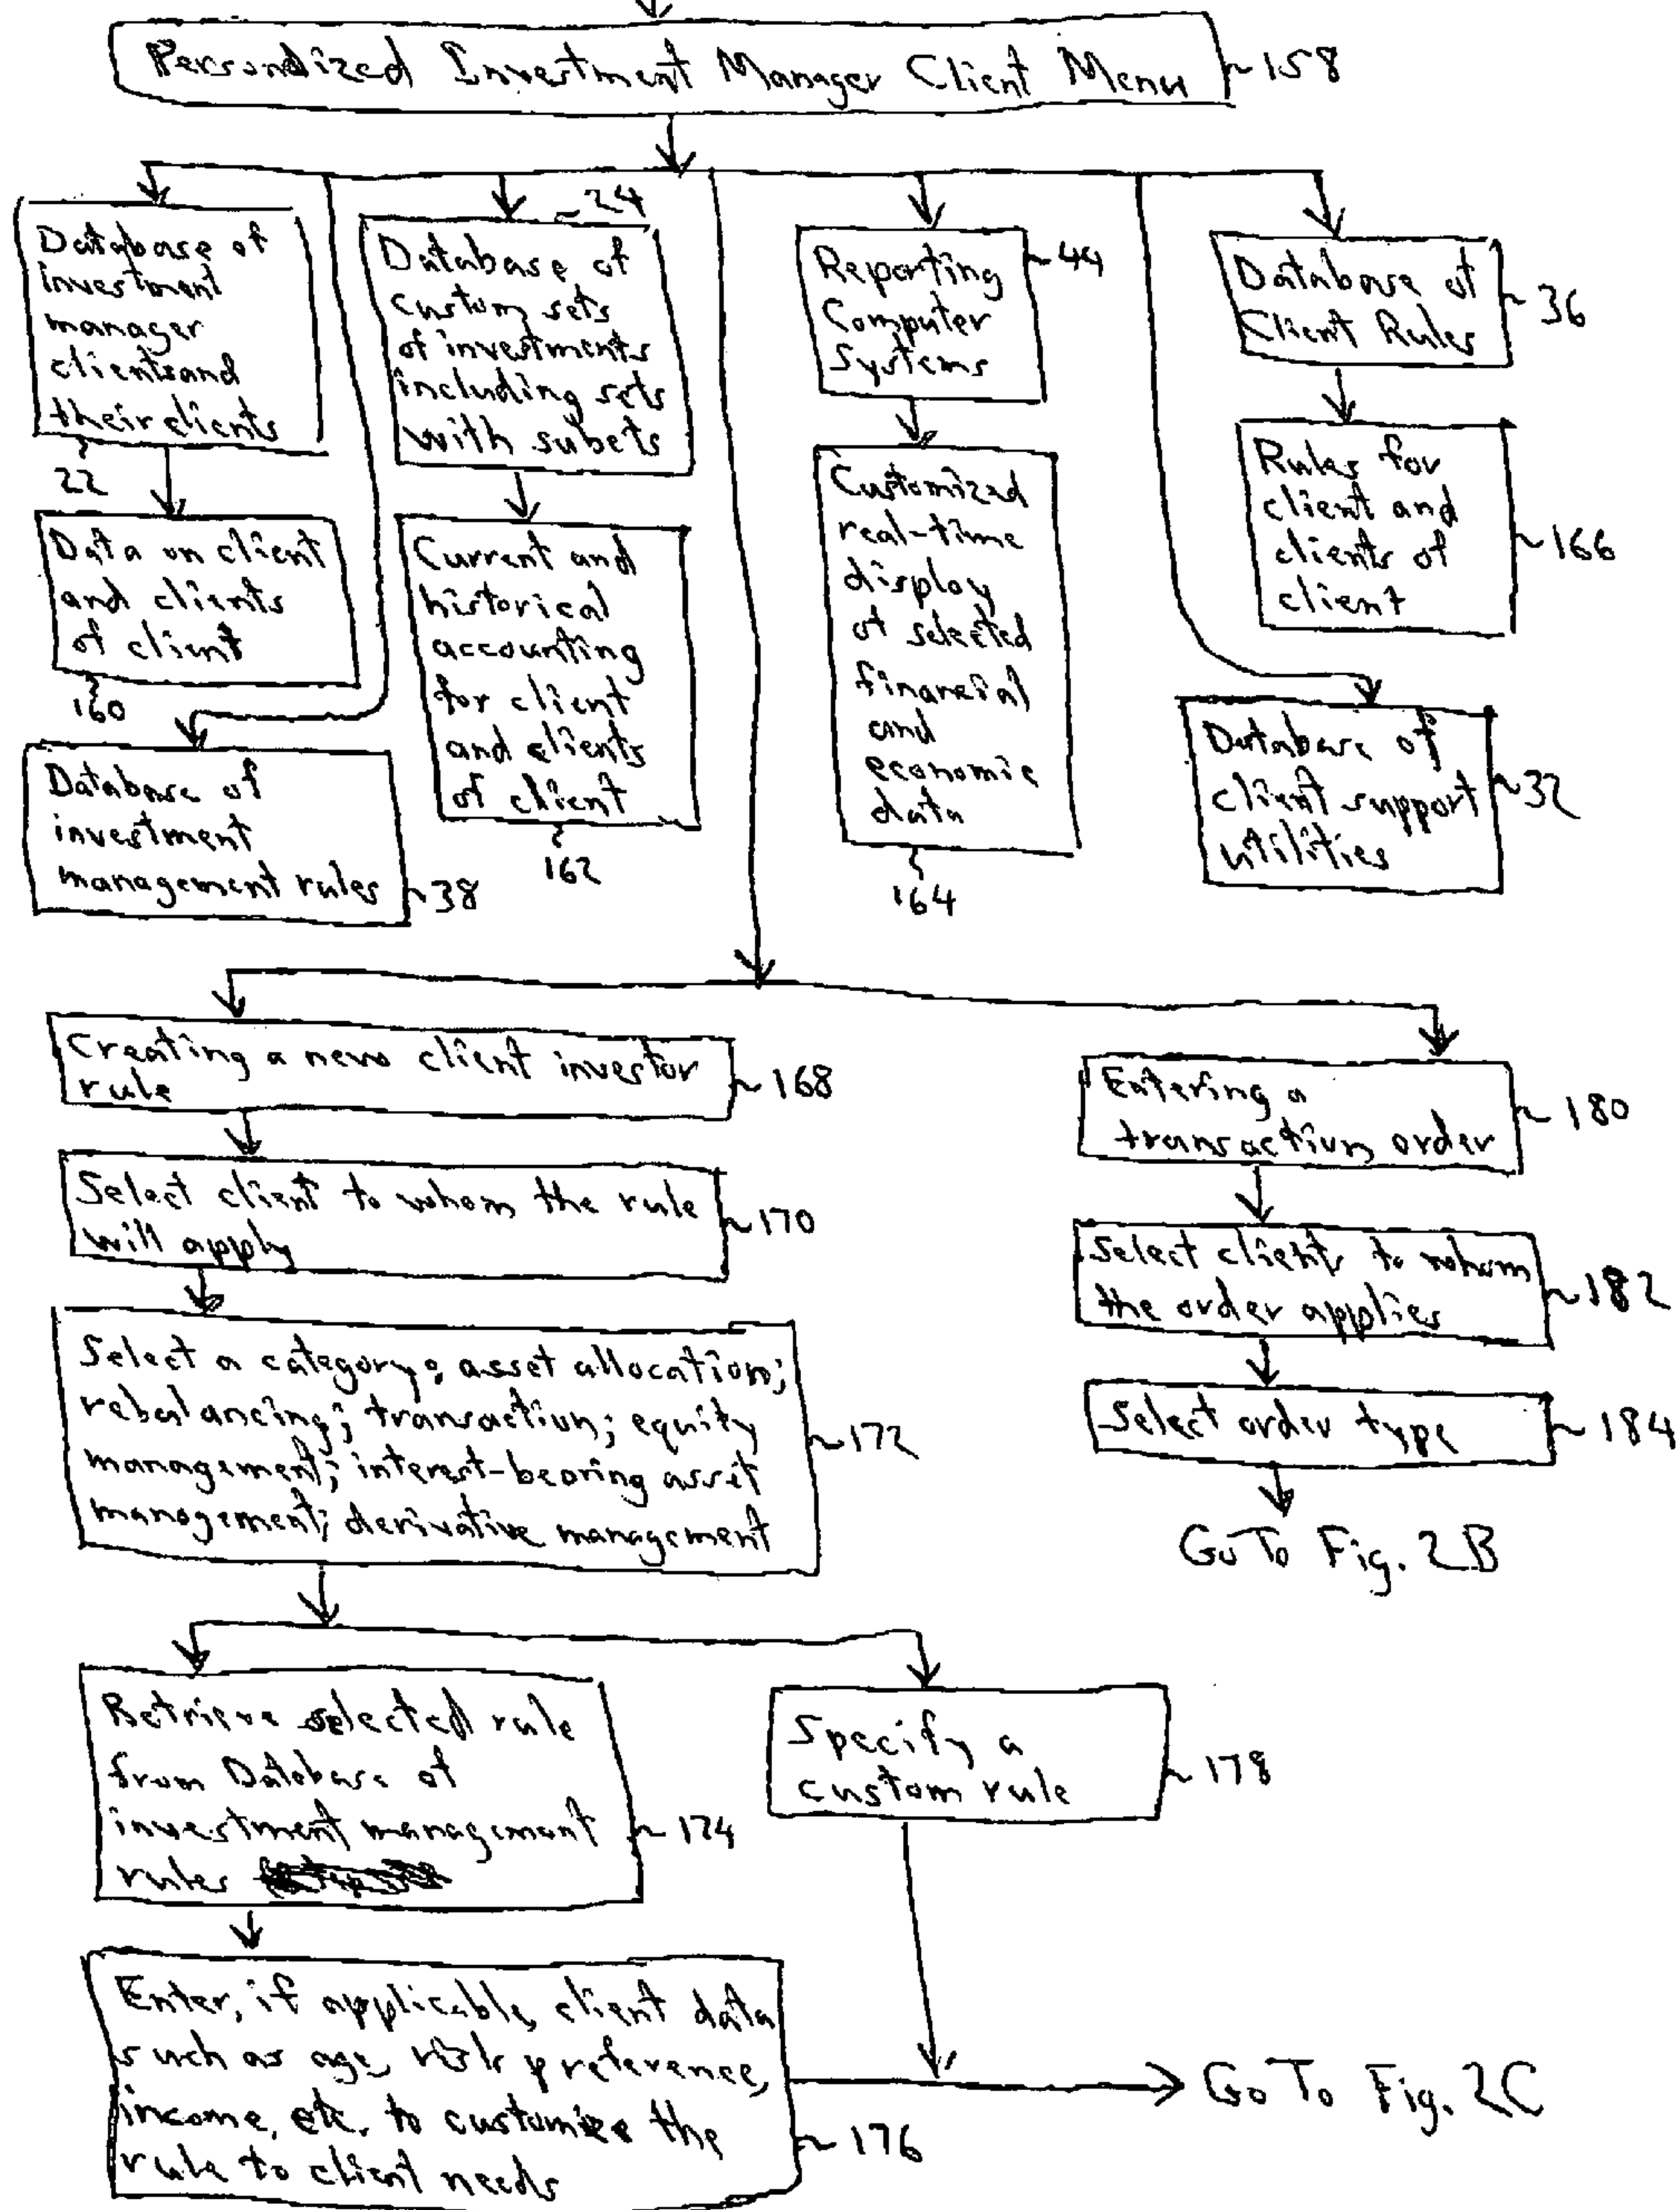 Personalized Investment Manager Client Menu
158
Database of
investment
manager
clients and
their clients
22
24
Database of
custom sets
of investments
including sets
with subets
Reporting
Computer
Systems
44
Database of
Client Rules
36
Data on client
and clients
of client
160
Current and
historical
accounting
for client
and clients
of client
162
Customized
real-time
display
of selected
financial
and
economic
data
164
Rules for
client and
clients of
client
166
Database of
investment
management rules
38
Database of
client support
utilities
32
Creating a new client investor
rule
168
Select client to whom the rule
will apply
170
Select a category: asset allocation;
rebalancing; transaction; equity
management; interest-bearing asset
management; derivative management
172
Entering a
transaction order
180
Select client to whom
the order applies
182
Select order type
184
Go To Fig. 2B
Retrieve selected rule
from Database of
investment management
rules
174
Specify a
custom rule
178
Enter, if applicable, client data
such as age, risk preference,
income, etc. to customize the
rule to client needs
176
Go To Fig. 2C